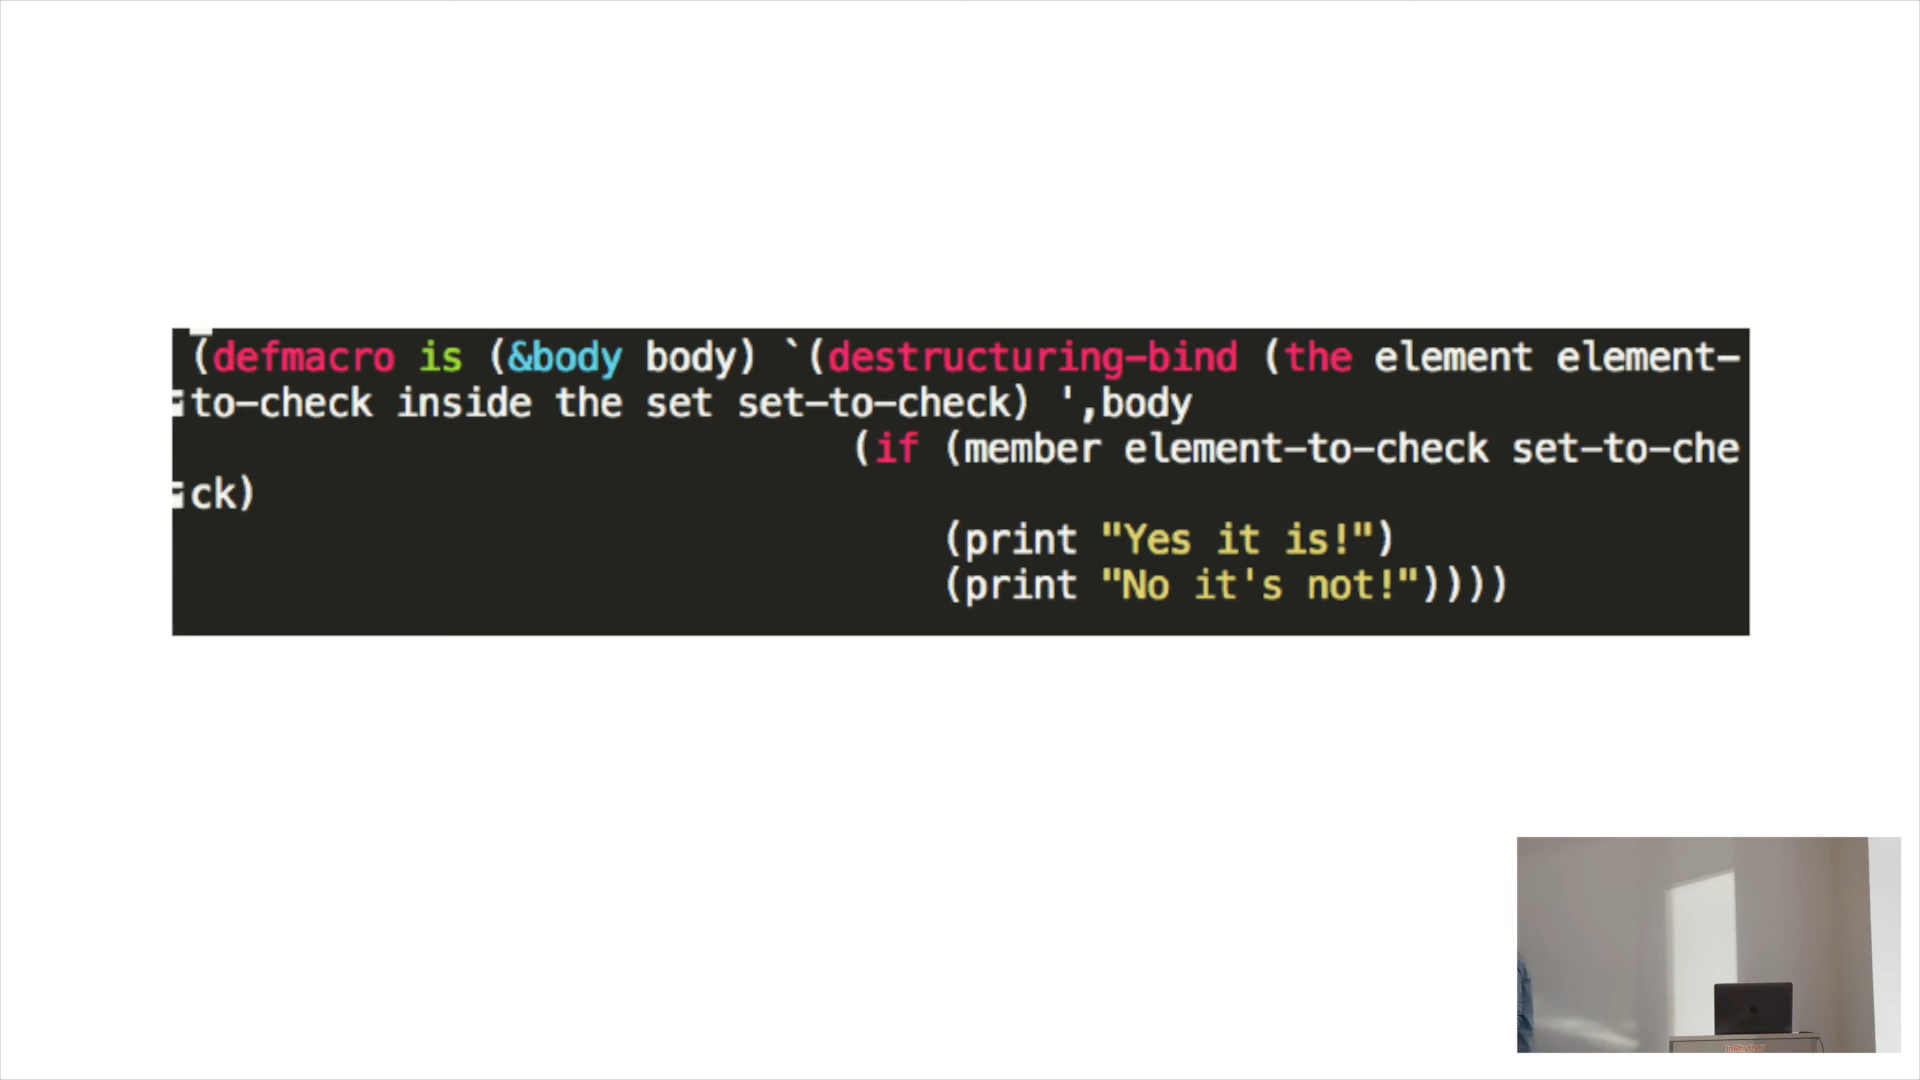 (defmacro is (&body body) `(destructuring-bind (the element element-
to-check inside the set set-to-check) ',body
(if (member element-to-check set-to-che
ck)
(print "Yes it is!")
(print "No it's not!"))))
InRhythm